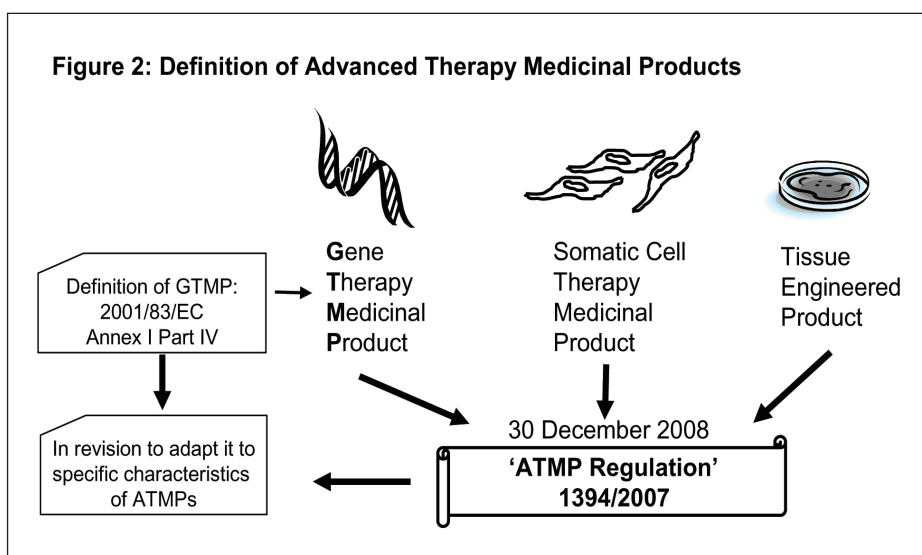 Figure 2: Definition of Advanced Therapy Medicinal Products
Definition of GTMP:
2001/83/EC
Annex I Part IV
Gene
Therapy
Medicinal
Product
Somatic Cell
Therapy
Medicinal
Product
Tissue
Engineered
Product
In revision to adapt it to
specific characteristics
of ATMPs
30 December 2008
‘ATMP Regulation’
1394/2007